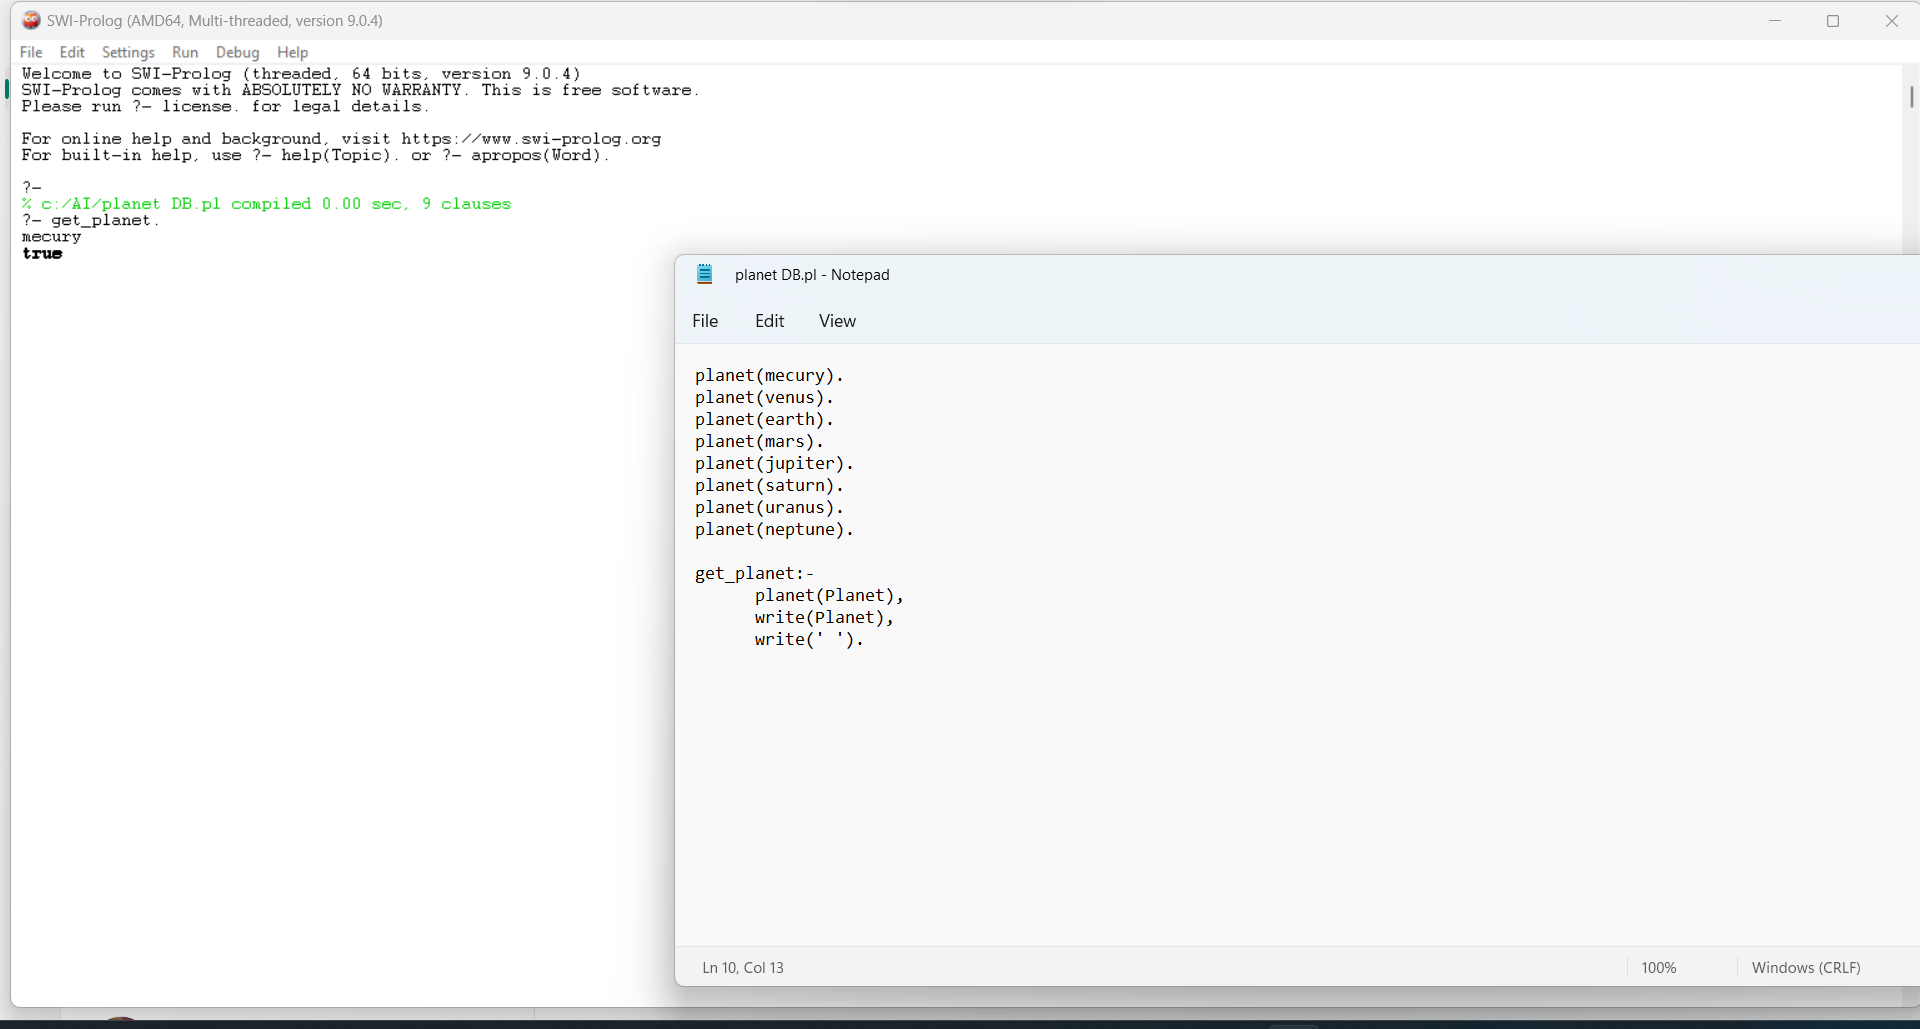 SWI-Prolog (AMD64, Multi-threaded, version 9.0.4)
File Edit Settings Run Debug Help
Welcome to SWI-Prolog (threaded, 64 bits, version 9.0.4)
SWI-Prolog comes with ABSOLUTELY NO WARRANTY. This is free software.
Please run ?- license. for legal details.
For online help and background, visit https://www.swi-prolog.org
For built-in help, use ?- help(Topic). or ?- apropos(Word).
?-
% c:/AI/planet DB.pl compiled 0.00 sec, 9 clauses
?- get_planet.
mecury
true
planet DB.pl - Notepad
File Edit View
planet(mecury).
planet(venus).
planet(earth).
planet(mars).
planet(jupiter).
planet(saturn).
planet(uranus).
planet(neptune).
get_planet:-
planet(Planet),
write(Planet),
write(' ').
Ln 10, Col 13
100%
Windows (CRLF)